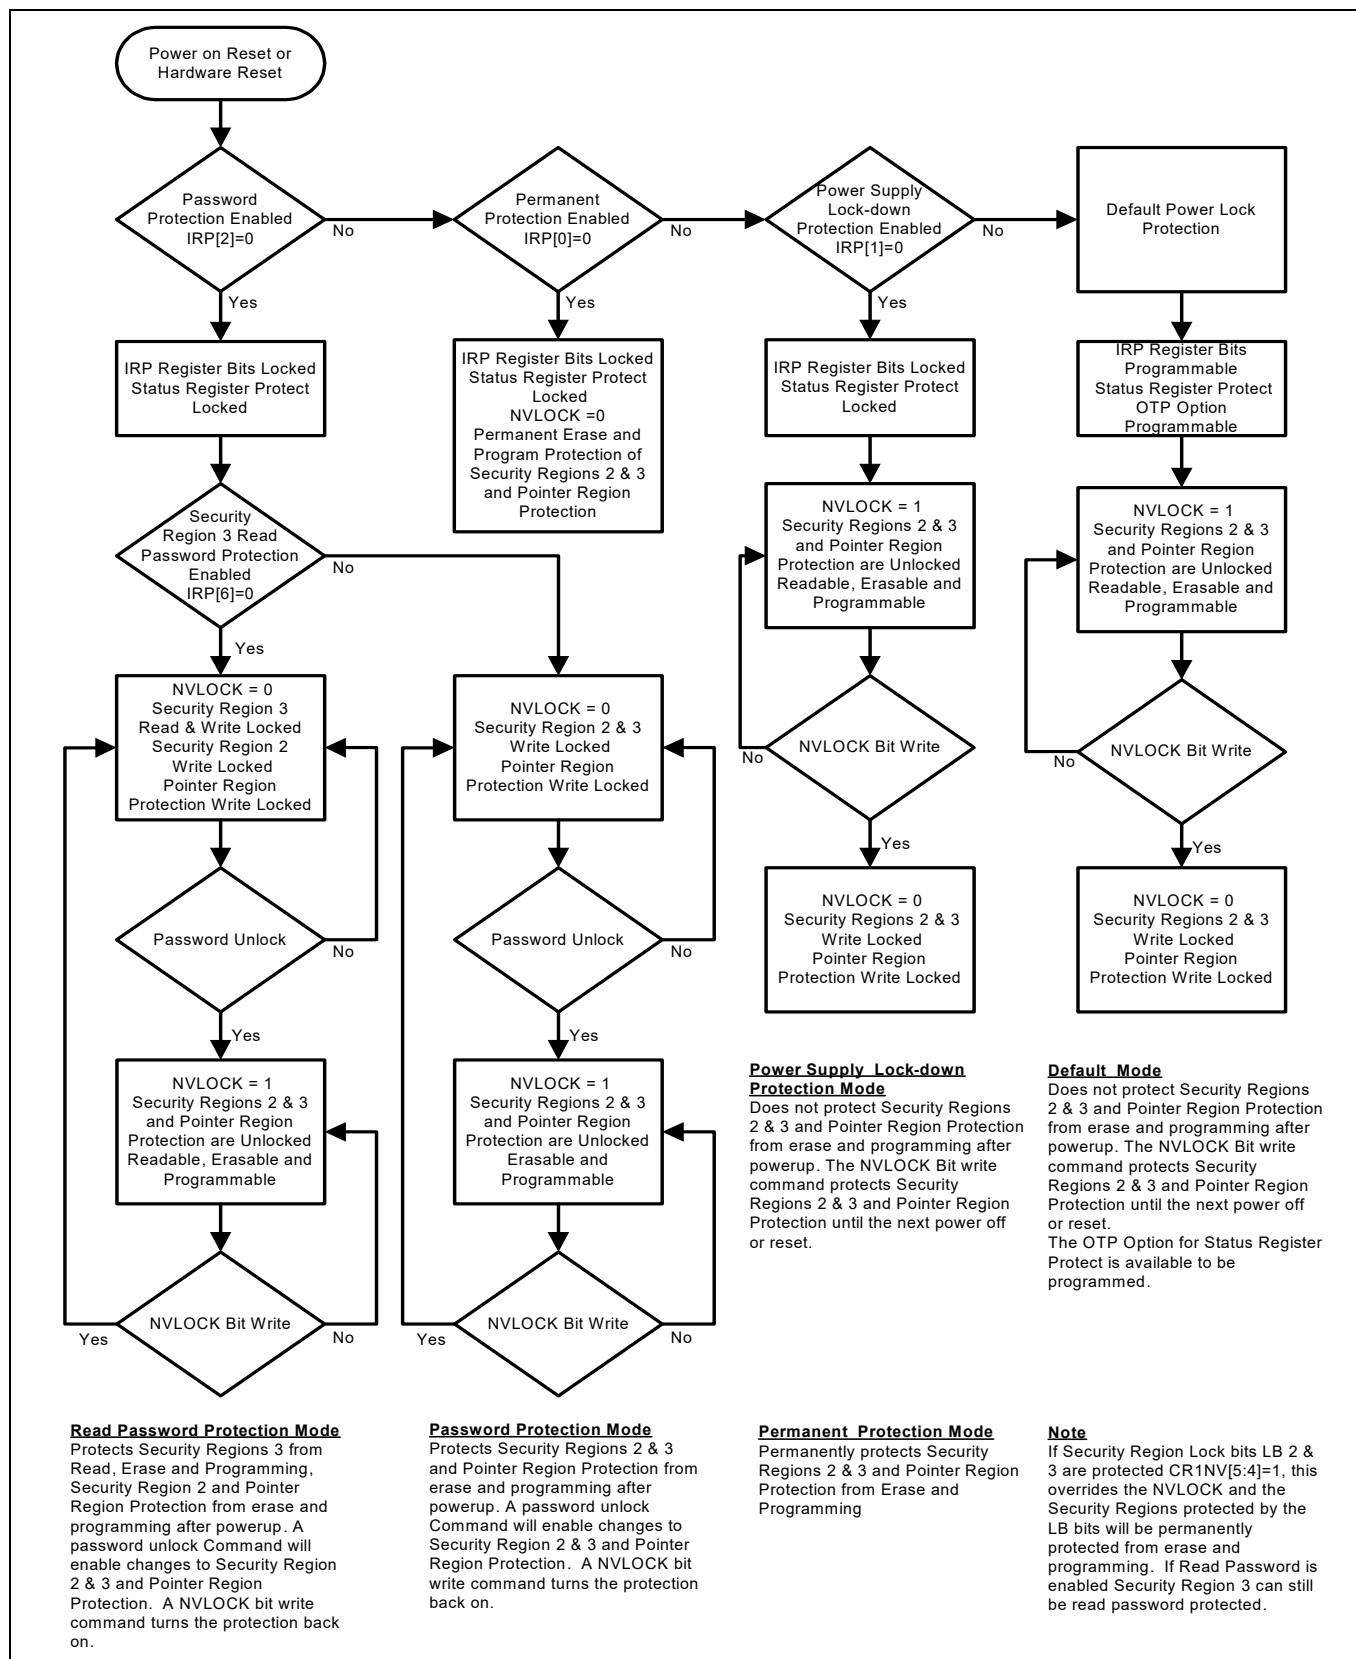 Power on Reset or
Hardware Reset
Password
Protection Enabled
IRP[2]=0
No
Yes
Permanent
Protection Enabled
IRP[0]=0
No
Yes
Power Supply
Lock-down
Protection Enabled
IRP[1]=0
No
Yes
Default Power Lock
Protection
IRP Register Bits Locked
Status Register Protect
Locked
IRP Register Bits Locked
Status Register Protect
Locked
NVLOCK =0
Permanent Erase and
Program Protection of
Security Regions 2 & 3
and Pointer Region
Protection
IRP Register Bits Locked
Status Register Protect
Locked
IRP Register Bits
Programmable
Status Register Protect
OTP Option
Programmable
Security
Region 3 Read
Password Protection
Enabled
IRP[6]=0
No
Yes
NVLOCK = 1
Security Regions 2 & 3
and Pointer Region
Protection are Unlocked
Readable, Erasable and
Programmable
NVLOCK = 1
Security Regions 2 & 3
and Pointer Region
Protection are Unlocked
Readable, Erasable and
Programmable
NVLOCK = 0
Security Region 3
Read & Write Locked
Security Region 2
Write Locked
Pointer Region
Protection Write Locked
NVLOCK = 0
Security Region 2 & 3
Write Locked
Pointer Region
Protection Write Locked
NVLOCK Bit Write
No
Yes
NVLOCK Bit Write
No
Yes
Password Unlock
No
Yes
Password Unlock
No
Yes
NVLOCK = 0
Security Regions 2 & 3
Write Locked
Pointer Region
Protection Write Locked
NVLOCK = 0
Security Regions 2 & 3
Write Locked
Pointer Region
Protection Write Locked
NVLOCK = 1
Security Regions 2 & 3
and Pointer Region
Protection are Unlocked
Readable, Erasable and
Programmable
NVLOCK = 1
Security Regions 2 & 3
and Pointer Region
Protection are Unlocked
Erasable and
Programmable
NVLOCK Bit Write
Yes
No
NVLOCK Bit Write
Yes
No
Power Supply Lock-down
Protection Mode
Does not protect Security Regions
2 & 3 and Pointer Region Protection
from erase and programming after
powerup. The NVLOCK Bit write
command protects Security
Regions 2 & 3 and Pointer Region
Protection until the next power off
or reset.
Default Mode
Does not protect Security Regions
2 & 3 and Pointer Region Protection
from erase and programming after
powerup. The NVLOCK Bit write
command protects Security
Regions 2 & 3 and Pointer Region
Protection until the next power off
or reset.
The OTP Option for Status Register
Protect is available to be
programmed.
Read Password Protection Mode
Protects Security Regions 3 from
Read, Erase and Programming,
Security Region 2 and Pointer
Region Protection from erase and
programming after powerup. A
password unlock Command will
enable changes to Security Region
2 & 3 and Pointer Region
Protection. A NVLOCK bit write
command turns the protection back
on.
Password Protection Mode
Protects Security Regions 2 & 3
and Pointer Region Protection from
erase and programming after
powerup. A password unlock
Command will enable changes to
Security Region 2 & 3 and Pointer
Region Protection. A NVLOCK bit
write command turns the protection
back on.
Permanent Protection Mode
Permanently protects Security
Regions 2 & 3 and Pointer Region
Protection from Erase and
Programming
Note
If Security Region Lock bits LB 2 &
3 are protected CR1NV[5:4]=1, this
overrides the NVLOCK and the
Security Regions protected by the
LB bits will be permanently
protected from erase and
programming. If Read Password is
enabled Security Region 3 can still
be read password protected.